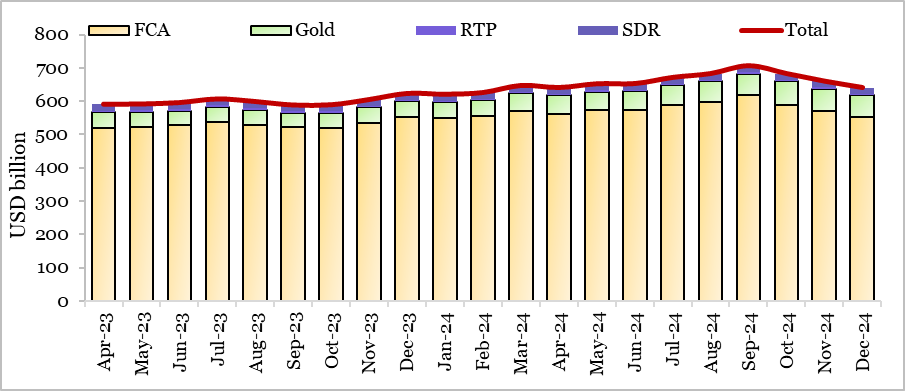 FCA Gold RTP SDR Total
USD billion
800
700
600
500
400
300
200
100
0
Apr-23
May-23
Jun-23
Jul-23
Aug-23
Sep-23
Oct-23
Nov-23
Dec-23
Jan-24
Feb-24
Mar-24
Apr-24
May-24
Jun-24
Jul-24
Aug-24
Sep-24
Oct-24
Nov-24
Dec-24